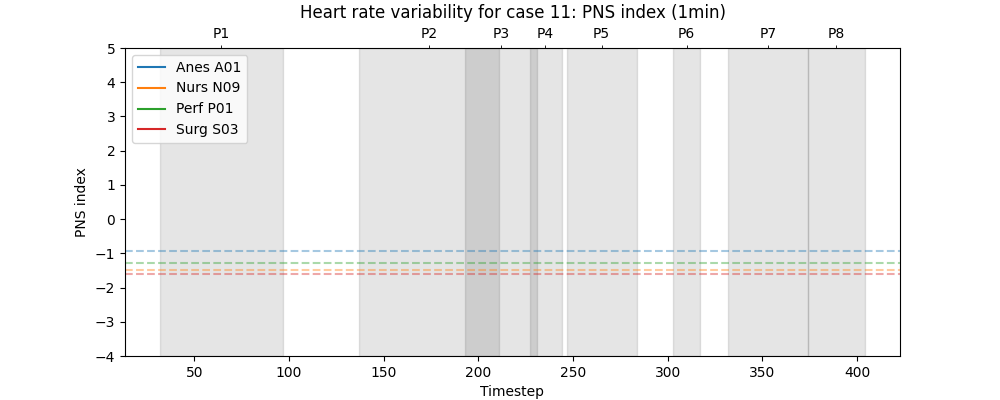 Heart rate variability for case 11: PNS index (1min)
P1 P2 P3 P4 P5 P6 P7 P8
Anes A01
Nurs N09
Perf P01
Surg S03
5
4
3
2
1
0
−1
−2
−3
−4
PNS index
50 100 150 200 250 300 350 400
Timestep